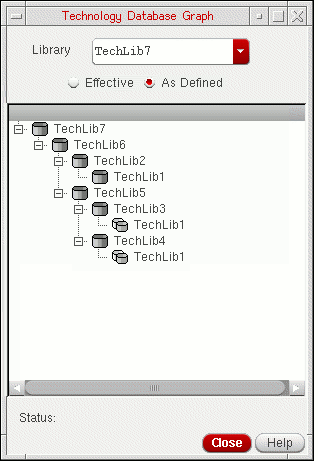 Technology Database Graph
Library TechLib7
Effective As Defined
TechLib7
TechLib6
TechLib2
TechLib1
TechLib5
TechLib3
TechLib1
TechLib4
TechLib1
Status:
Close Help